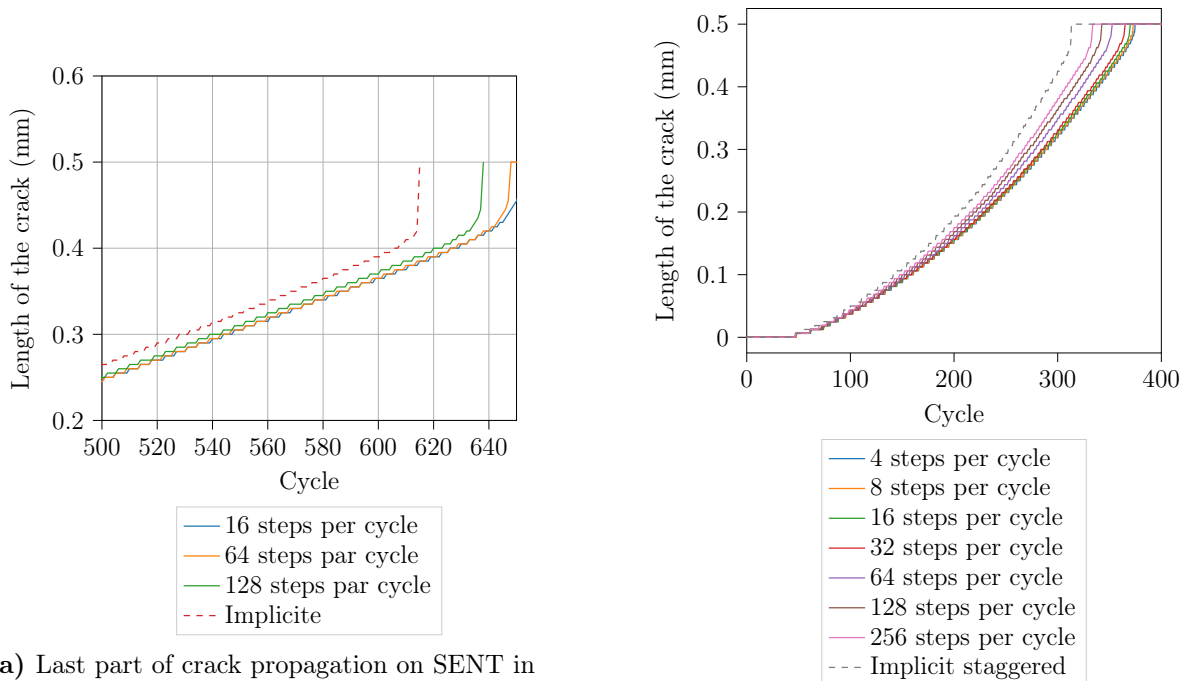 0.6
0.5
0.4
0.3
0.2
Length of the crack (mm)
500 520 540 560 580 600 620 640
Cycle
16 steps per cycle
64 steps par cycle
128 steps par cycle
Implicite
a) Last part of crack propagation on SENT in
0.5
0.4
0.3
0.2
0.1
0
Length of the crack (mm)
0 100 200 300 400
Cycle
4 steps per cycle
8 steps per cycle
16 steps per cycle
32 steps per cycle
64 steps per cycle
128 steps per cycle
256 steps per cycle
Implicit staggered